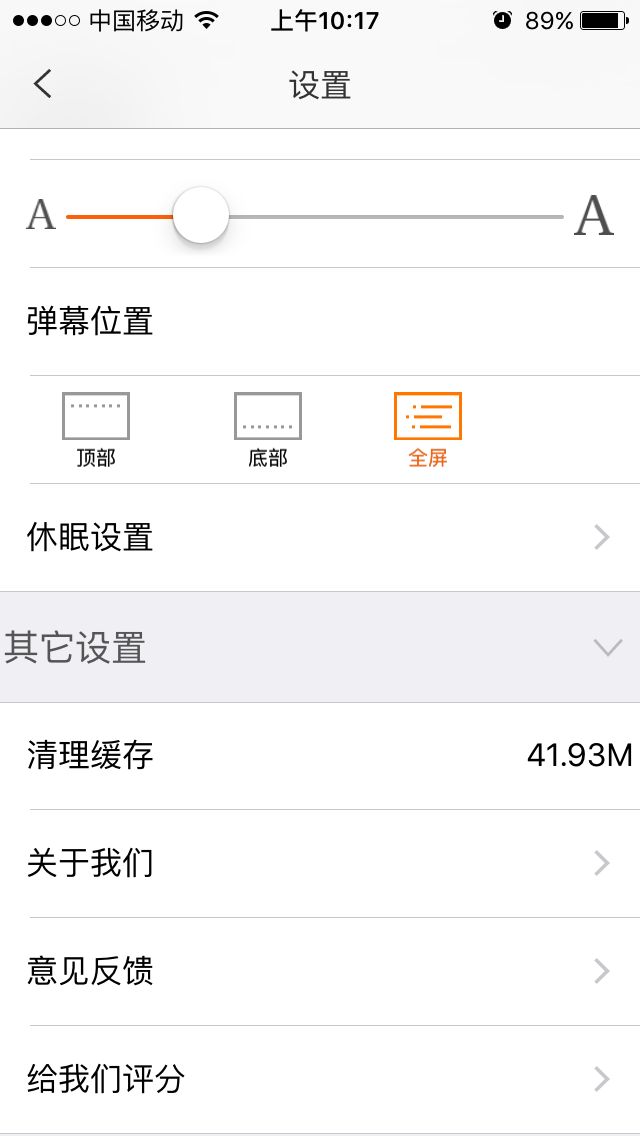 中国移动 上午10:17 89%
设置
A A
弹幕位置
顶部 底部 全屏
休眠设置
其它设置
清理缓存 41.93M
关于我们
意见反馈
给我们评分